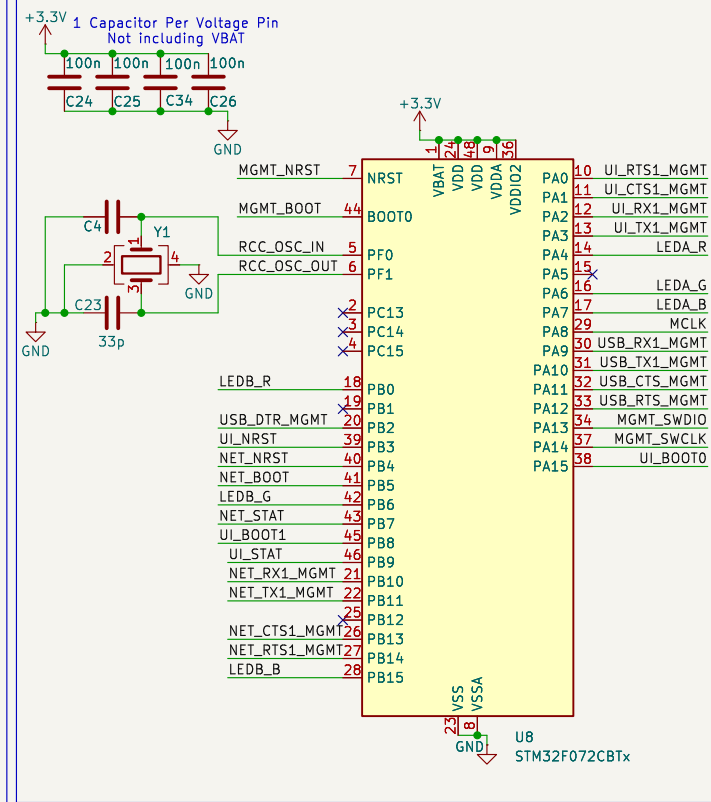 +3.3V
1 Capacitor Per Voltage Pin
Not including VBAT
100n 100n 100n 100n
C24 C25 C34 C26
GND
+3.3V
1 24 48 9 36
VBAT VDD VDD VDDA VDDIO2
MGMT_NRST 7 NRST
MGMT_BOOT 44 BOOT0
RCC_OSC_IN 5 PF0
RCC_OSC_OUT 6 PF1
C4
Y1
1
2 4
3
GND
C23
33p
GND
2 PC13
3 PC14
4 PC15
LEDB_R 18 PB0
19 PB1
USB_DTR_MGMT 20 PB2
UI_NRST 39 PB3
NET_NRST 40 PB4
NET_BOOT 41 PB5
LEDB_G 42 PB6
NET_STAT 43 PB7
UI_BOOT1 45 PB8
UI_STAT 46 PB9
NET_RX1_MGMT 21 PB10
NET_TX1_MGMT 22 PB11
25 PB12
NET_CTS1_MGMT 26 PB13
NET_RTS1_MGMT 27 PB14
LEDB_B 28 PB15
PA0 10 UI_RTS1_MGMT
PA1 11 UI_CTS1_MGMT
PA2 12 UI_RX1_MGMT
PA3 13 UI_TX1_MGMT
PA4 14 LEDA_R
PA5 15
PA6 16 LEDA_G
PA7 17 LEDA_B
PA8 29 MCLK
PA9 30 USB_RX1_MGMT
PA10 31 USB_TX1_MGMT
PA11 32 USB_CTS_MGMT
PA12 33 USB_RTS_MGMT
PA13 34 MGMT_SWDIO
PA14 37 MGMT_SWCLK
PA15 38 UI_BOOT0
VSS VSSA
23 8
GND
U8
STM32F072CBTx